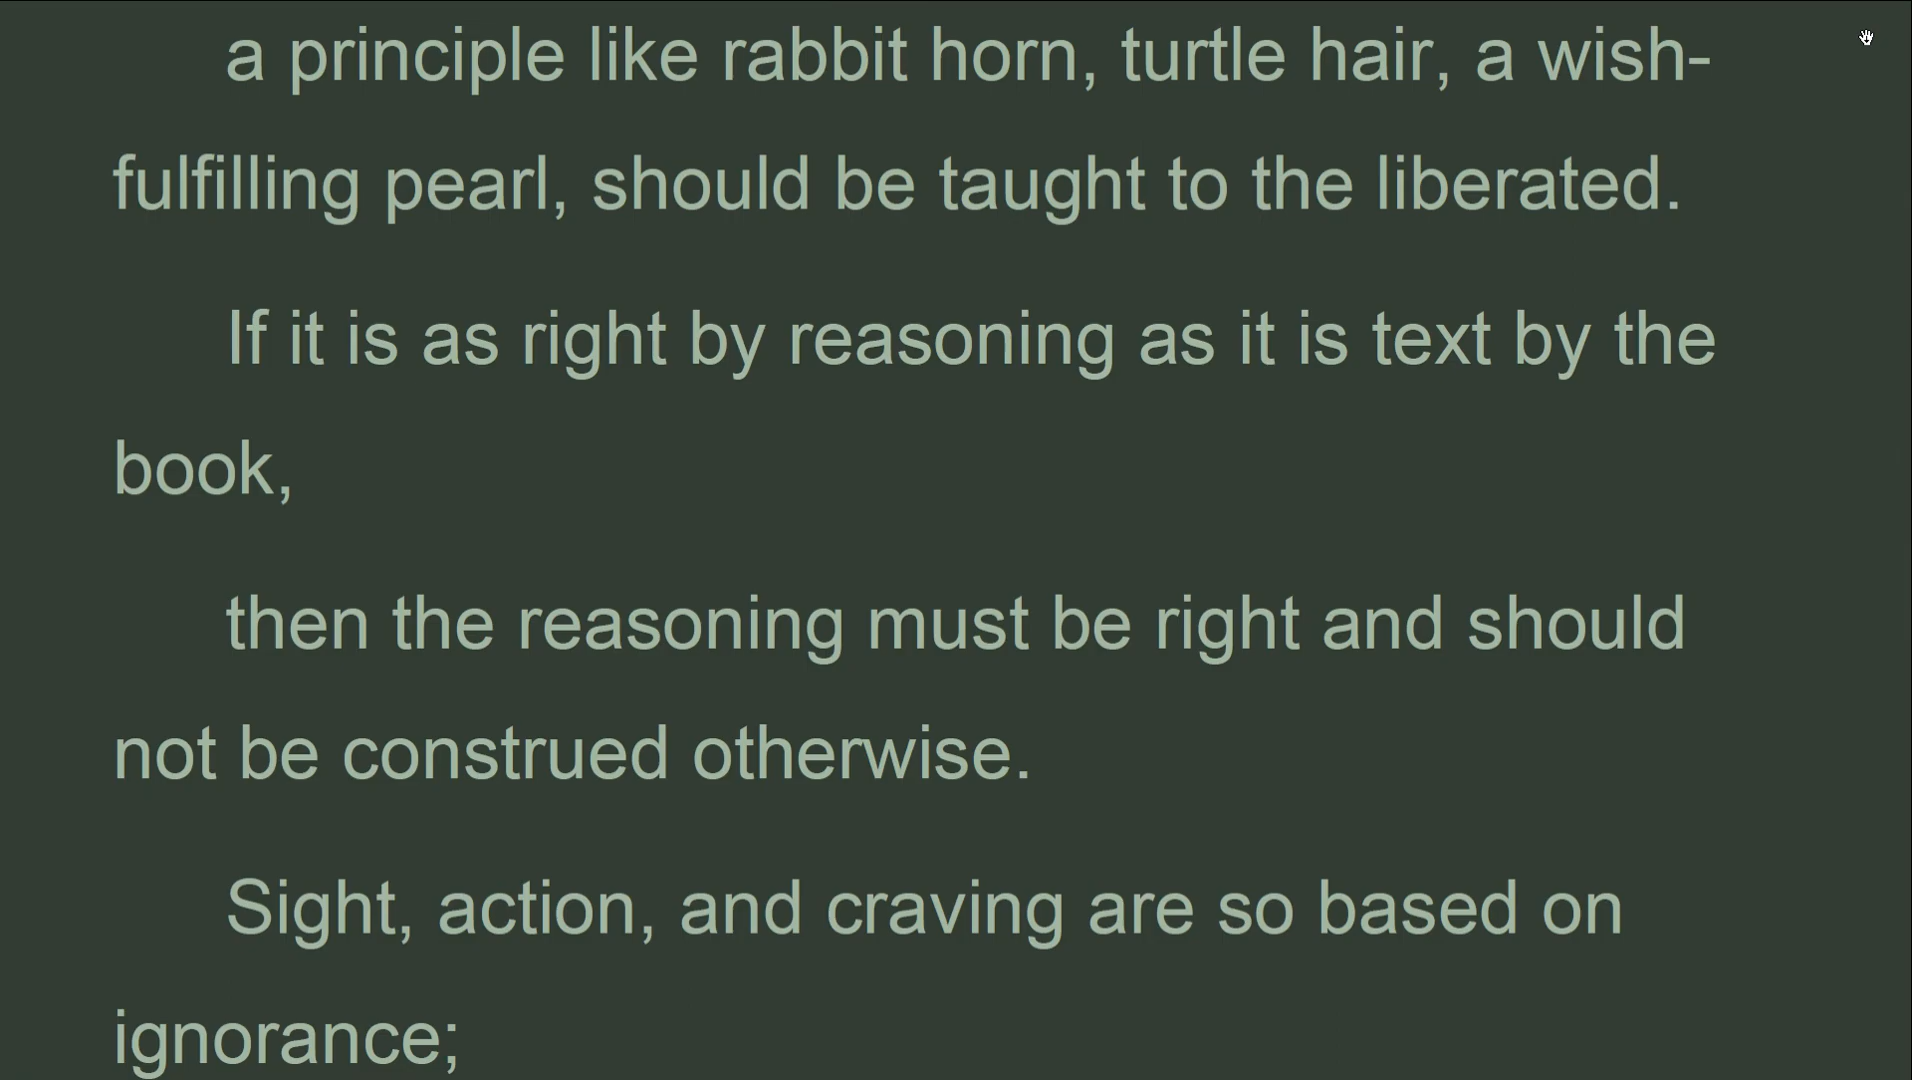 a principle like rabbit horn, turtle hair, a wish-
fulfilling pearl, should be taught to the liberated.
If it is as right by reasoning as it is text by the
book,
then the reasoning must be right and should
not be construed otherwise.
Sight, action, and craving are so based on
ignorance;